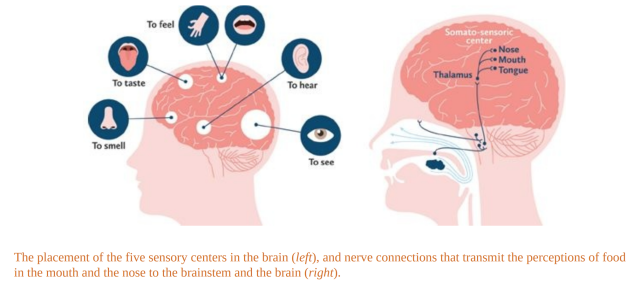 To feel
To taste
To hear
To smell
To see
Somato-sensoric
center
Nose
Mouth
Tongue
Thalamus
The placement of the five sensory centers in the brain (left), and nerve connections that transmit the perceptions of food
in the mouth and the nose to the brainstem and the brain (right).